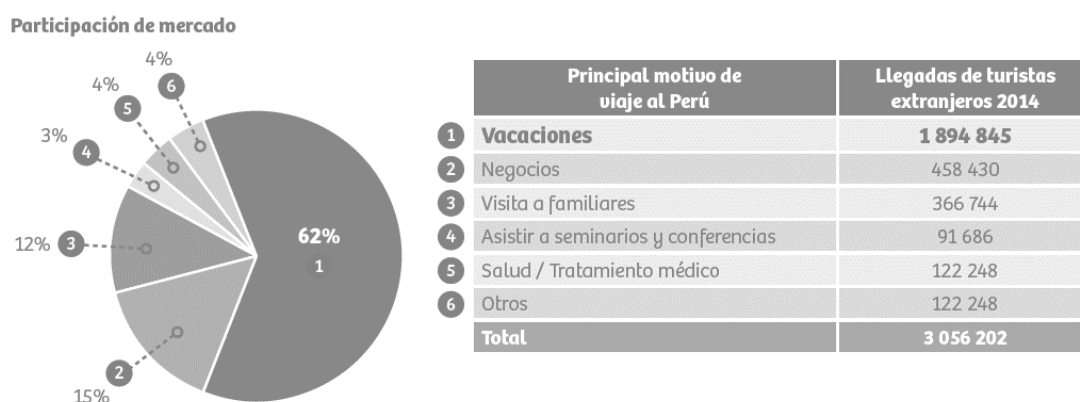 Participación de mercado
4%
6
4%
5
3%
4
12%
3
62%
1
2
15%
Principal motivo de
viaje al Perú
Llegadas de turistas
extranjeros 2014
1 Vacaciones 1 894 845
2 Negocios 458 430
3 Visita a familiares 366 744
4 Asistir a seminarios y conferencias 91 686
5 Salud / Tratamiento médico 122 248
6 Otros 122 248
Total 3 056 202